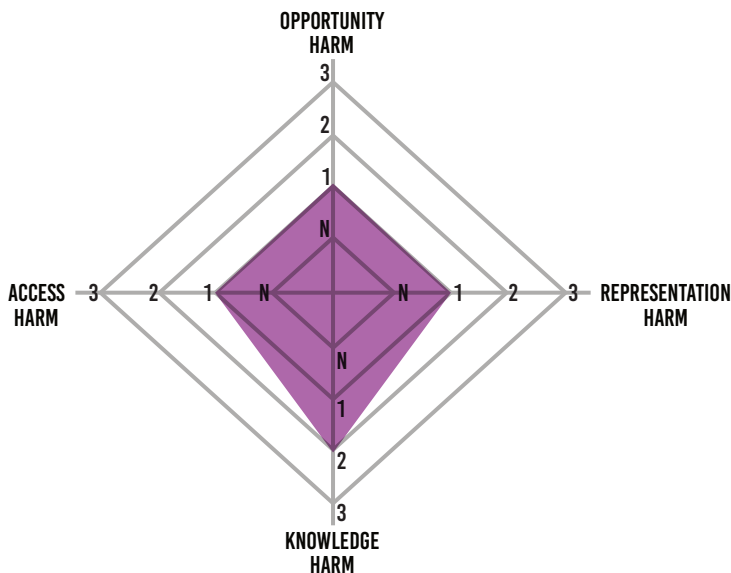 OPPORTUNITY
HARM
3
2
1
N
ACCESS
HARM
3 2 1 N N 1 2 3
REPRESENTATION
HARM
N
1
2
3
KNOWLEDGE
HARM